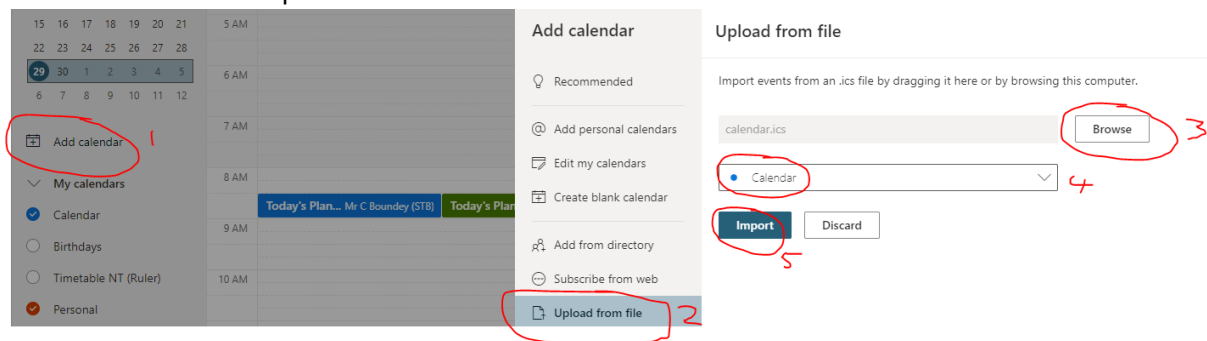 15 16 17 18 19 20 21
22 23 24 25 26 27 28
29 30 1 2 3 4 5
6 7 8 9 10 11 12
Add calendar 1
My calendars
Calendar
Birthdays
Timetable NT (Ruler)
Personal
5 AM
6 AM
7 AM
8 AM
Today's Plan... Mr C Boundey (STB) Today's Plan
9 AM
10 AM
Add calendar
Recommended
Add personal calendars
Edit my calendars
Create blank calendar
Add from directory
Subscribe from web
Upload from file 2
Upload from file
Import events from an .ics file by dragging it here or by browsing this computer.
calendar.ics Browse 3
Calendar 4
Import Discard
5